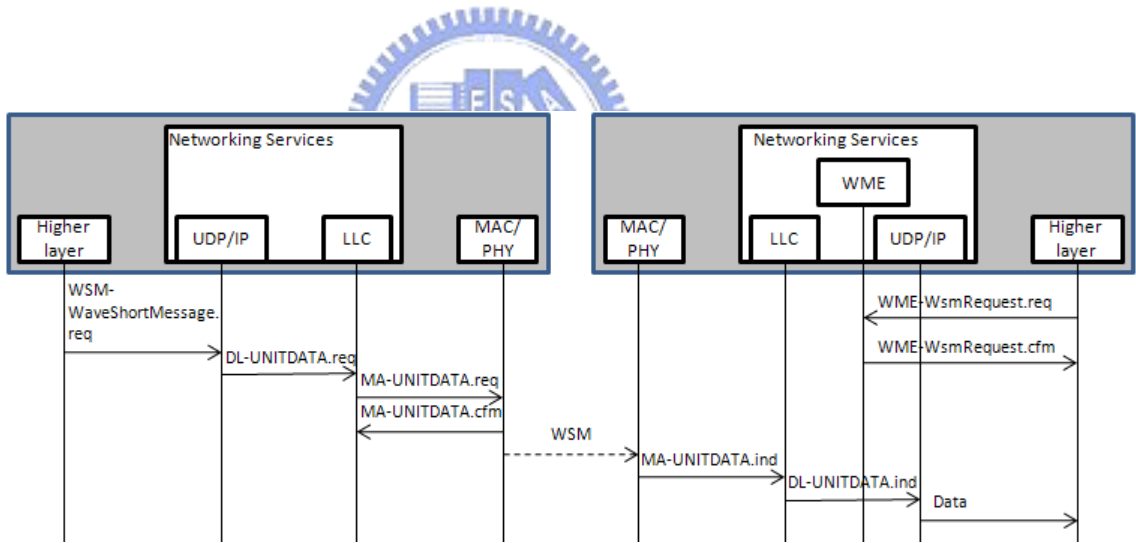 Networking Services
Higher
layer
UDP/IP
LLC
MAC/
PHY
WSM-
WaveShortMessage.
req
DL-UNITDATA.req
MA-UNITDATA.req
MA-UNITDATA.cfm
WSM
Networking Services
WME
MAC/
PHY
LLC
UDP/IP
Higher
layer
WME-WsmRequest.req
WME-WsmRequest.cfm
MA-UNITDATA.ind
DL-UNITDATA.ind
Data